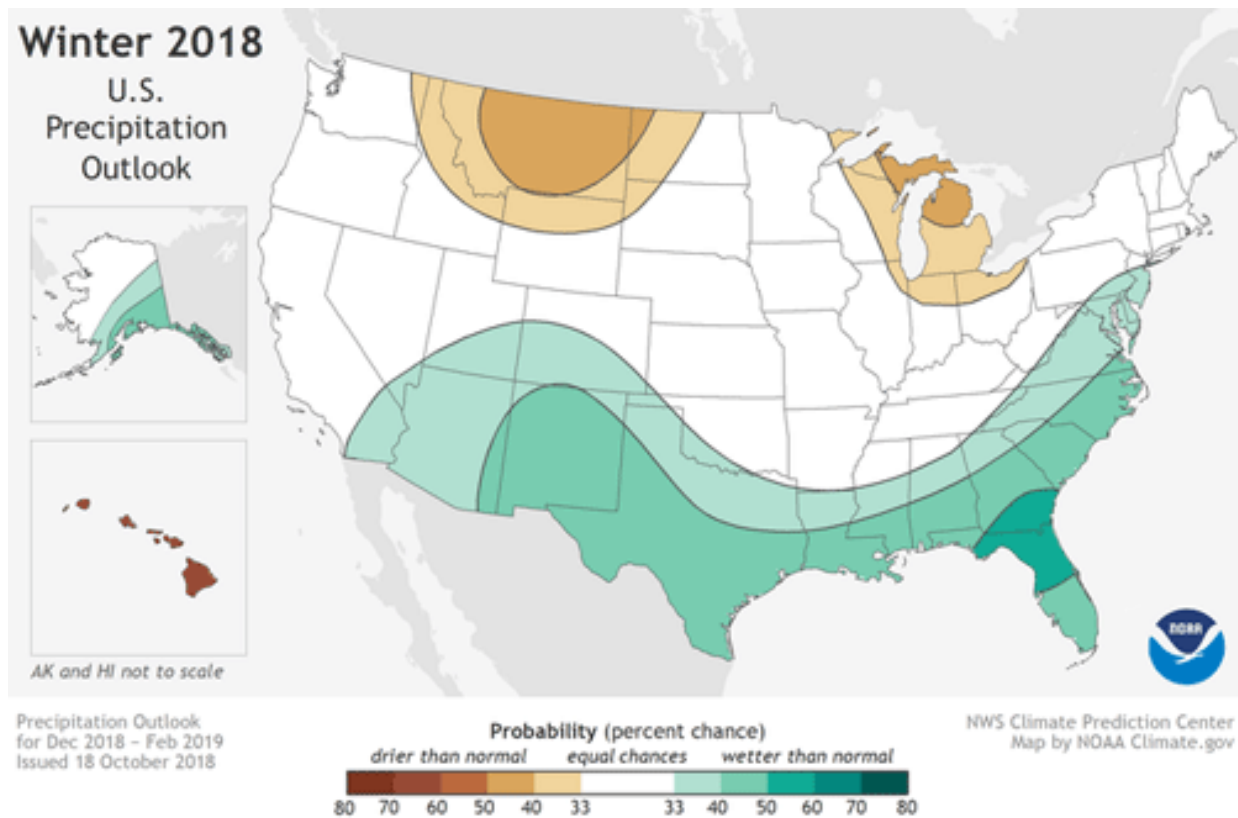 Winter 2018
U.S.
Precipitation
Outlook
AK and HI not to scale
NOAA
Precipitation Outlook
for Dec 2018 – Feb 2019
Issued 18 October 2018
Probability (percent chance)
drier than normal equal chances wetter than normal
80 70 60 50 40 33 33 40 50 60 70 80
NWS Climate Prediction Center
Map by NOAA Climate.gov